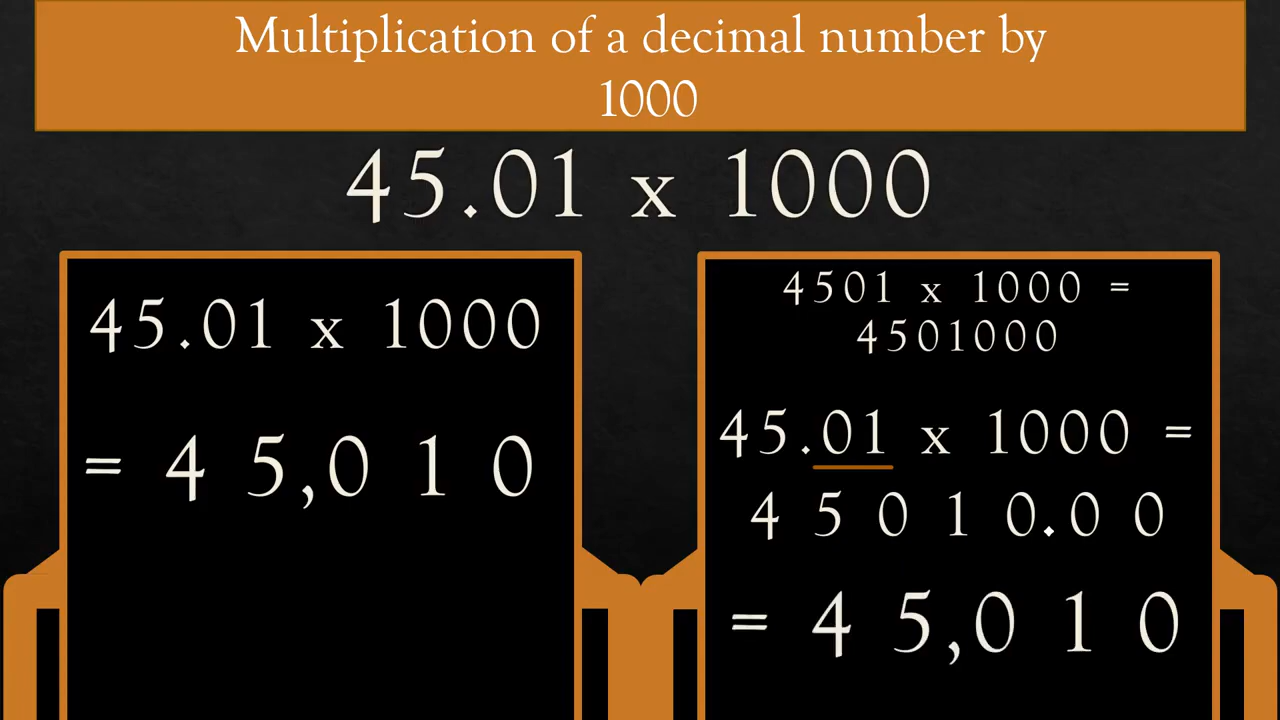 Multiplication of a decimal number by
1000
45.01 x 1000
45.01 x 1000
= 4 5,0 1 0
4501 x 1000 =
4501000
45.01 x 1000 =
4 5 0 1 0.0 0
= 4 5,0 1 0